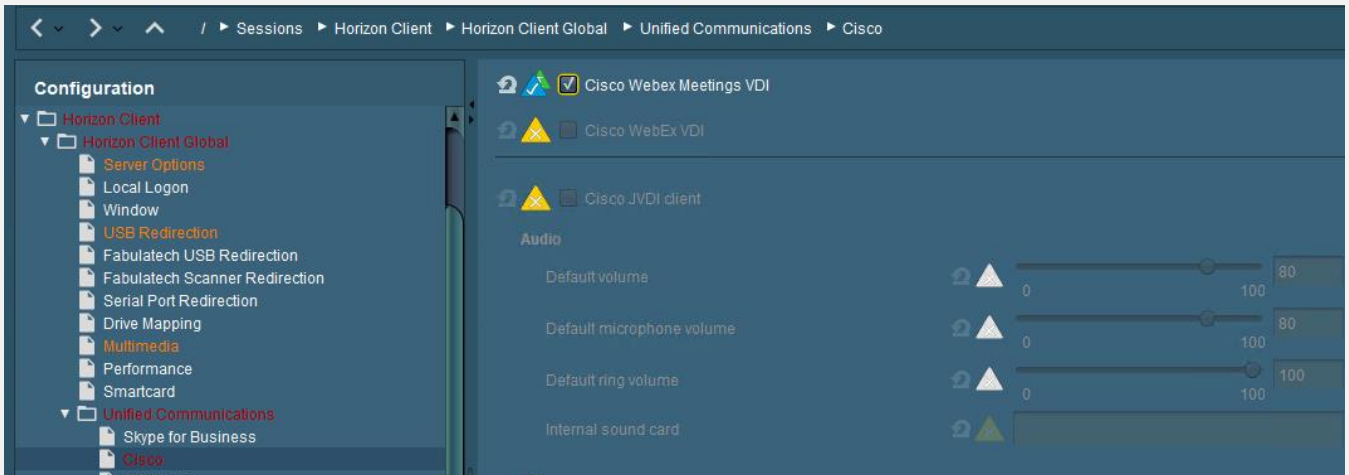 / Sessions Horizon Client Horizon Client Global Unified Communications Cisco
Configuration
Horizon Client
Horizon Client Global
Server Options
Local Logon
Window
USB Redirection
Fabulatech USB Redirection
Fabulatech Scanner Redirection
Serial Port Redirection
Drive Mapping
Multimedia
Performance
Smartcard
Unified Communications
Skype for Business
Cisco
Cisco Webex Meetings VDI
Cisco WebEx VDI
Cisco JVDI client
Audio
Default volume
0 100 80
Default microphone volume
0 100 80
Default ring volume
0 100 100
Internal sound card